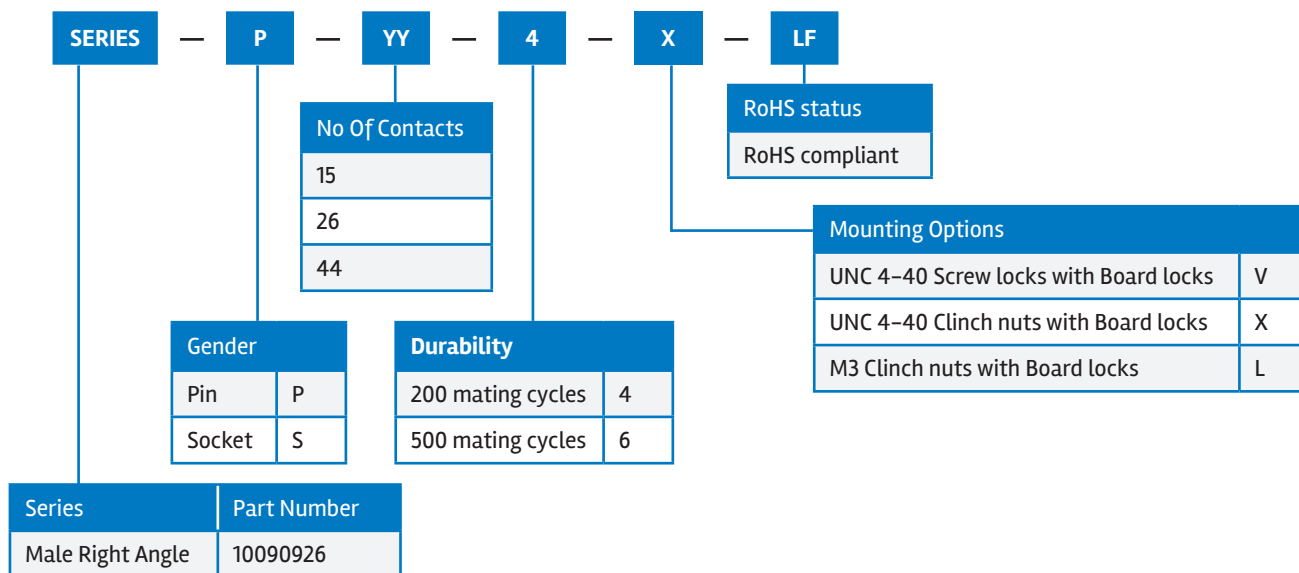 SERIES — P — YY — 4 — X — LF
No Of Contacts
15
26
44
RoHS status
RoHS compliant
Mounting Options
UNC 4–40 Screw locks with Board locks V
UNC 4–40 Clinch nuts with Board locks X
M3 Clinch nuts with Board locks L
Gender
Pin P
Socket S
Durability
200 mating cycles 4
500 mating cycles 6
Series Part Number
Male Right Angle 10090926